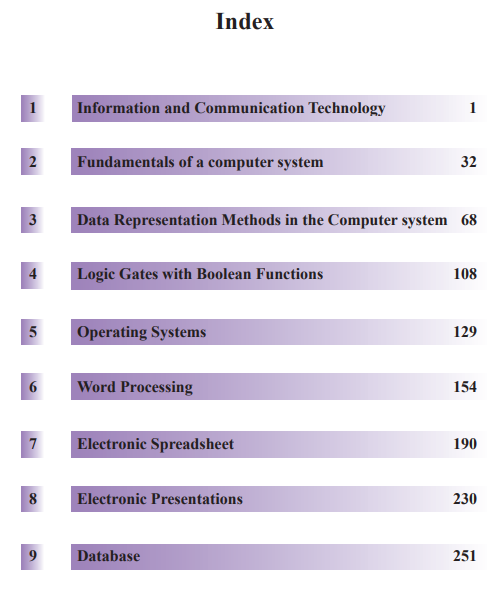 Index
1 Information and Communication Technology 1
2 Fundamentals of a computer system 32
3 Data Representation Methods in the Computer system 68
4 Logic Gates with Boolean Functions 108
5 Operating Systems 129
6 Word Processing 154
7 Electronic Spreadsheet 190
8 Electronic Presentations 230
9 Database 251